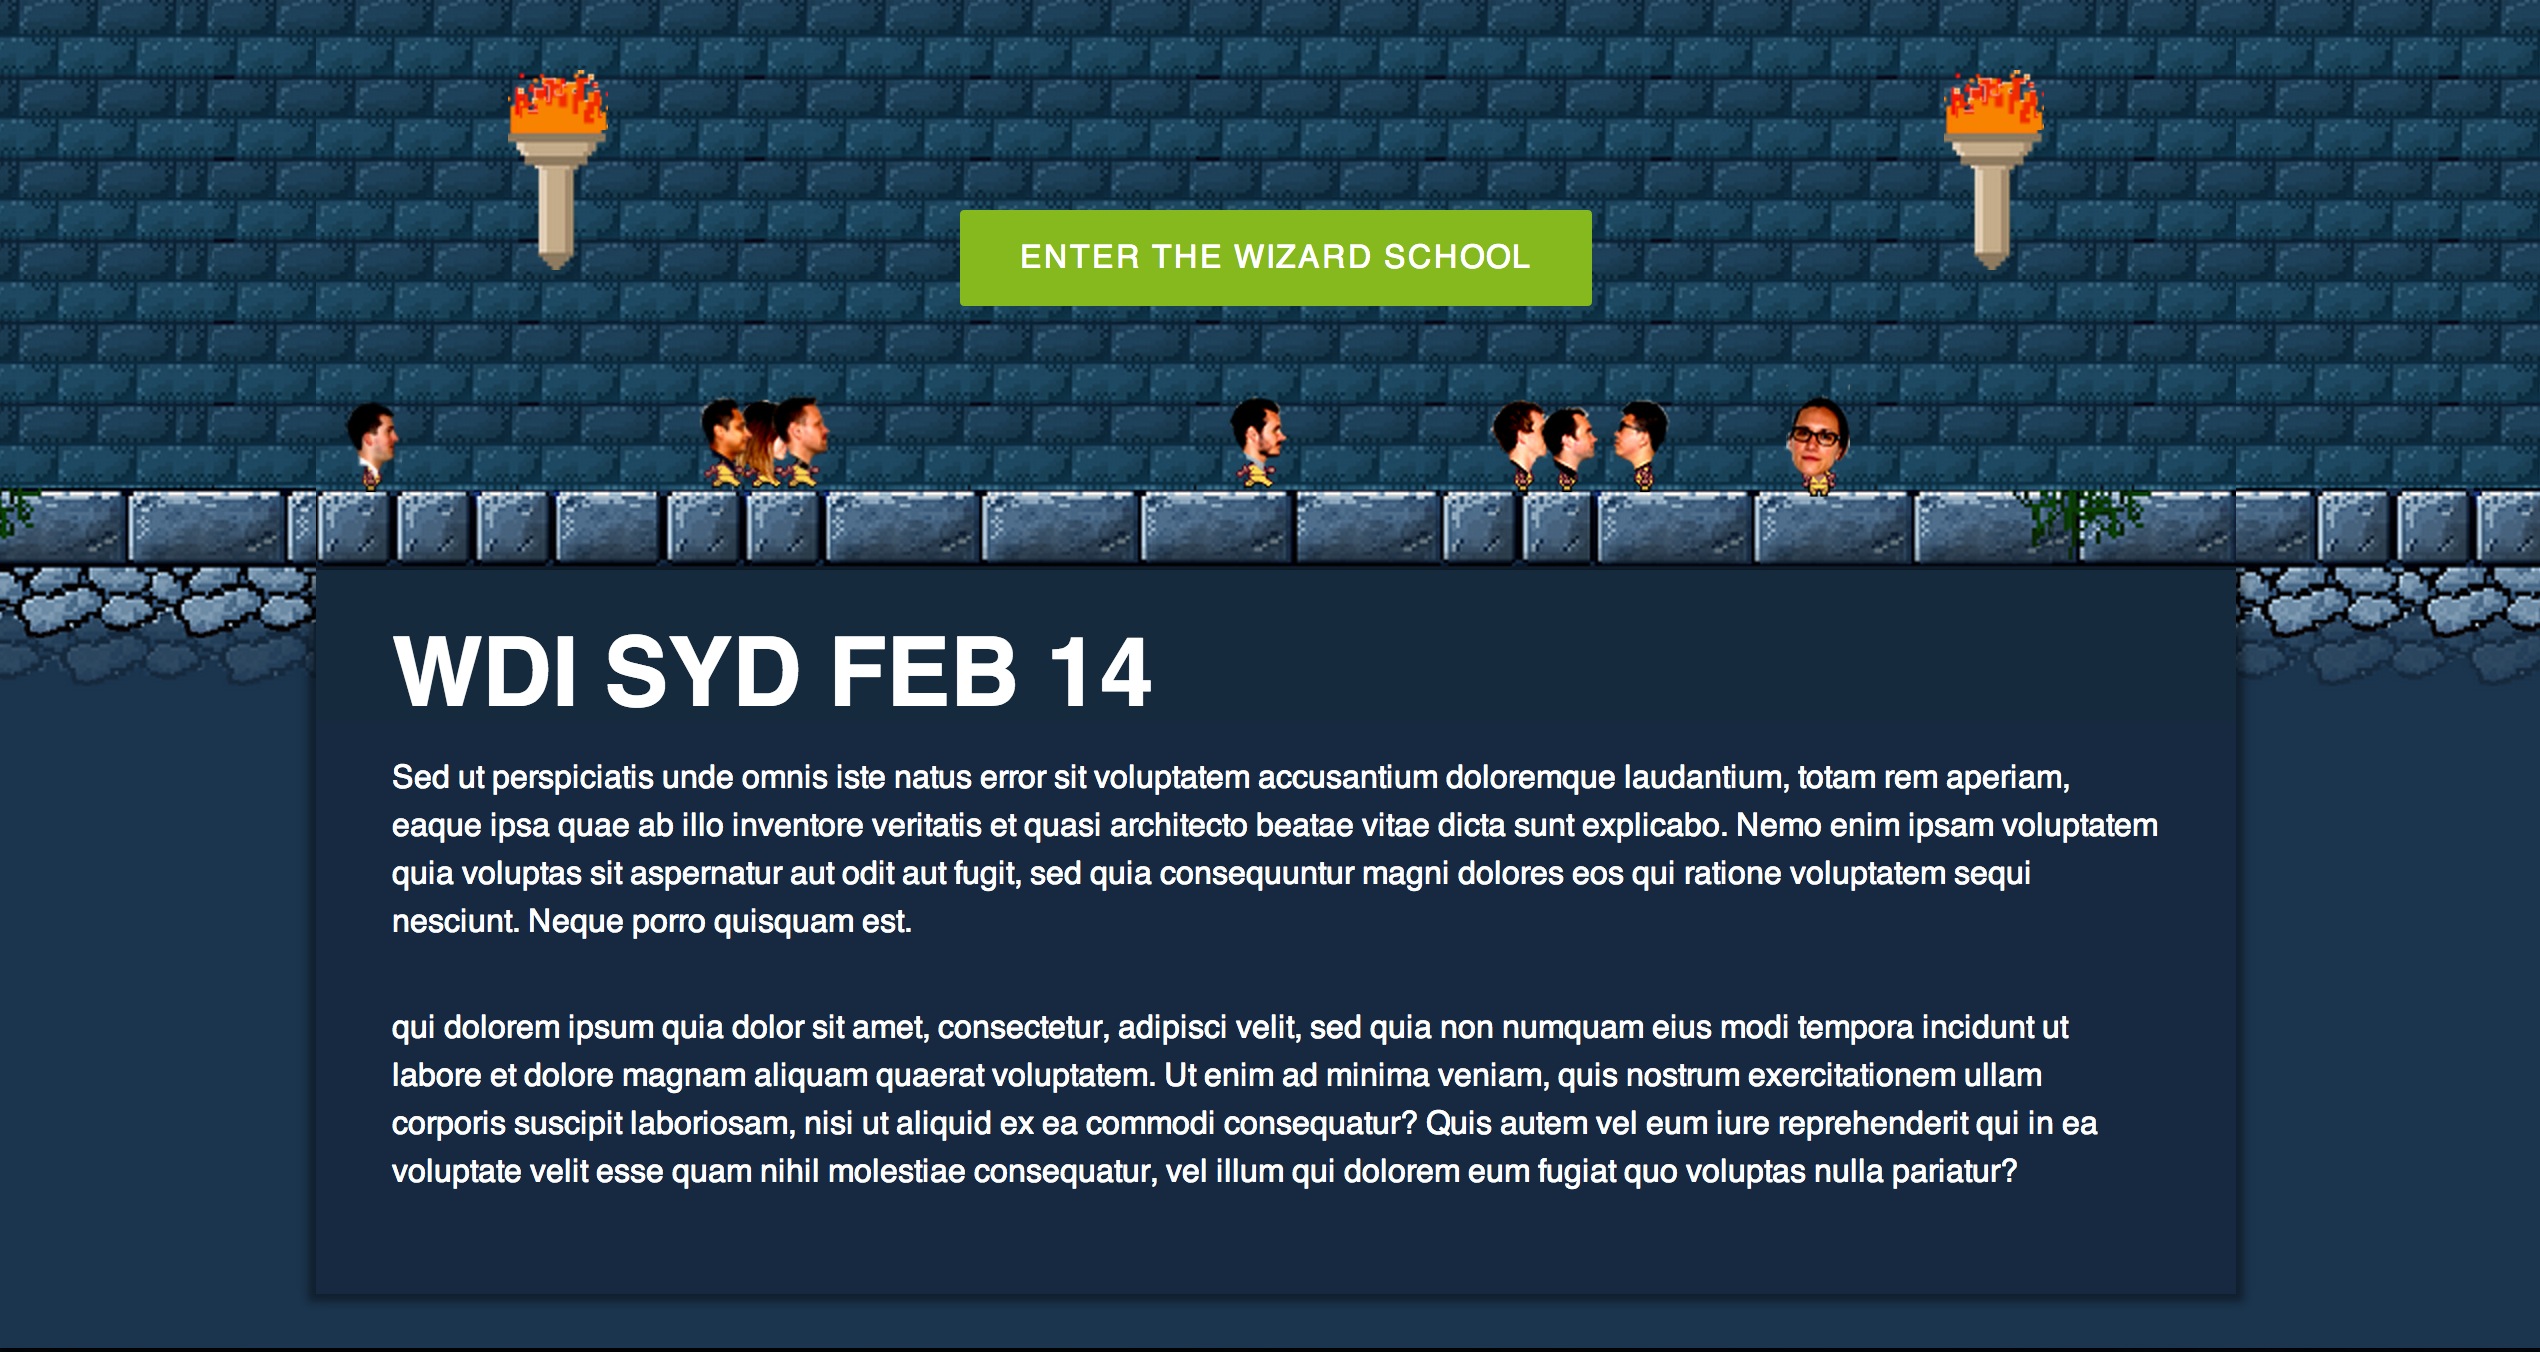 ENTER THE WIZARD SCHOOL
WDI SYD FEB 14
Sed ut perspiciatis unde omnis iste natus error sit voluptatem accusantium doloremque laudantium, totam rem aperiam,
eaque ipsa quae ab illo inventore veritatis et quasi architecto beatae vitae dicta sunt explicabo. Nemo enim ipsam voluptatem
quia voluptas sit aspernatur aut odit aut fugit, sed quia consequuntur magni dolores eos qui ratione voluptatem sequi
nesciunt. Neque porro quisquam est.
qui dolorem ipsum quia dolor sit amet, consectetur, adipisci velit, sed quia non numquam eius modi tempora incidunt ut
labore et dolore magnam aliquam quaerat voluptatem. Ut enim ad minima veniam, quis nostrum exercitationem ullam
corporis suscipit laboriosam, nisi ut aliquid ex ea commodi consequatur? Quis autem vel eum iure reprehenderit qui in ea
voluptate velit esse quam nihil molestiae consequatur, vel illum qui dolorem eum fugiat quo voluptas nulla pariatur?